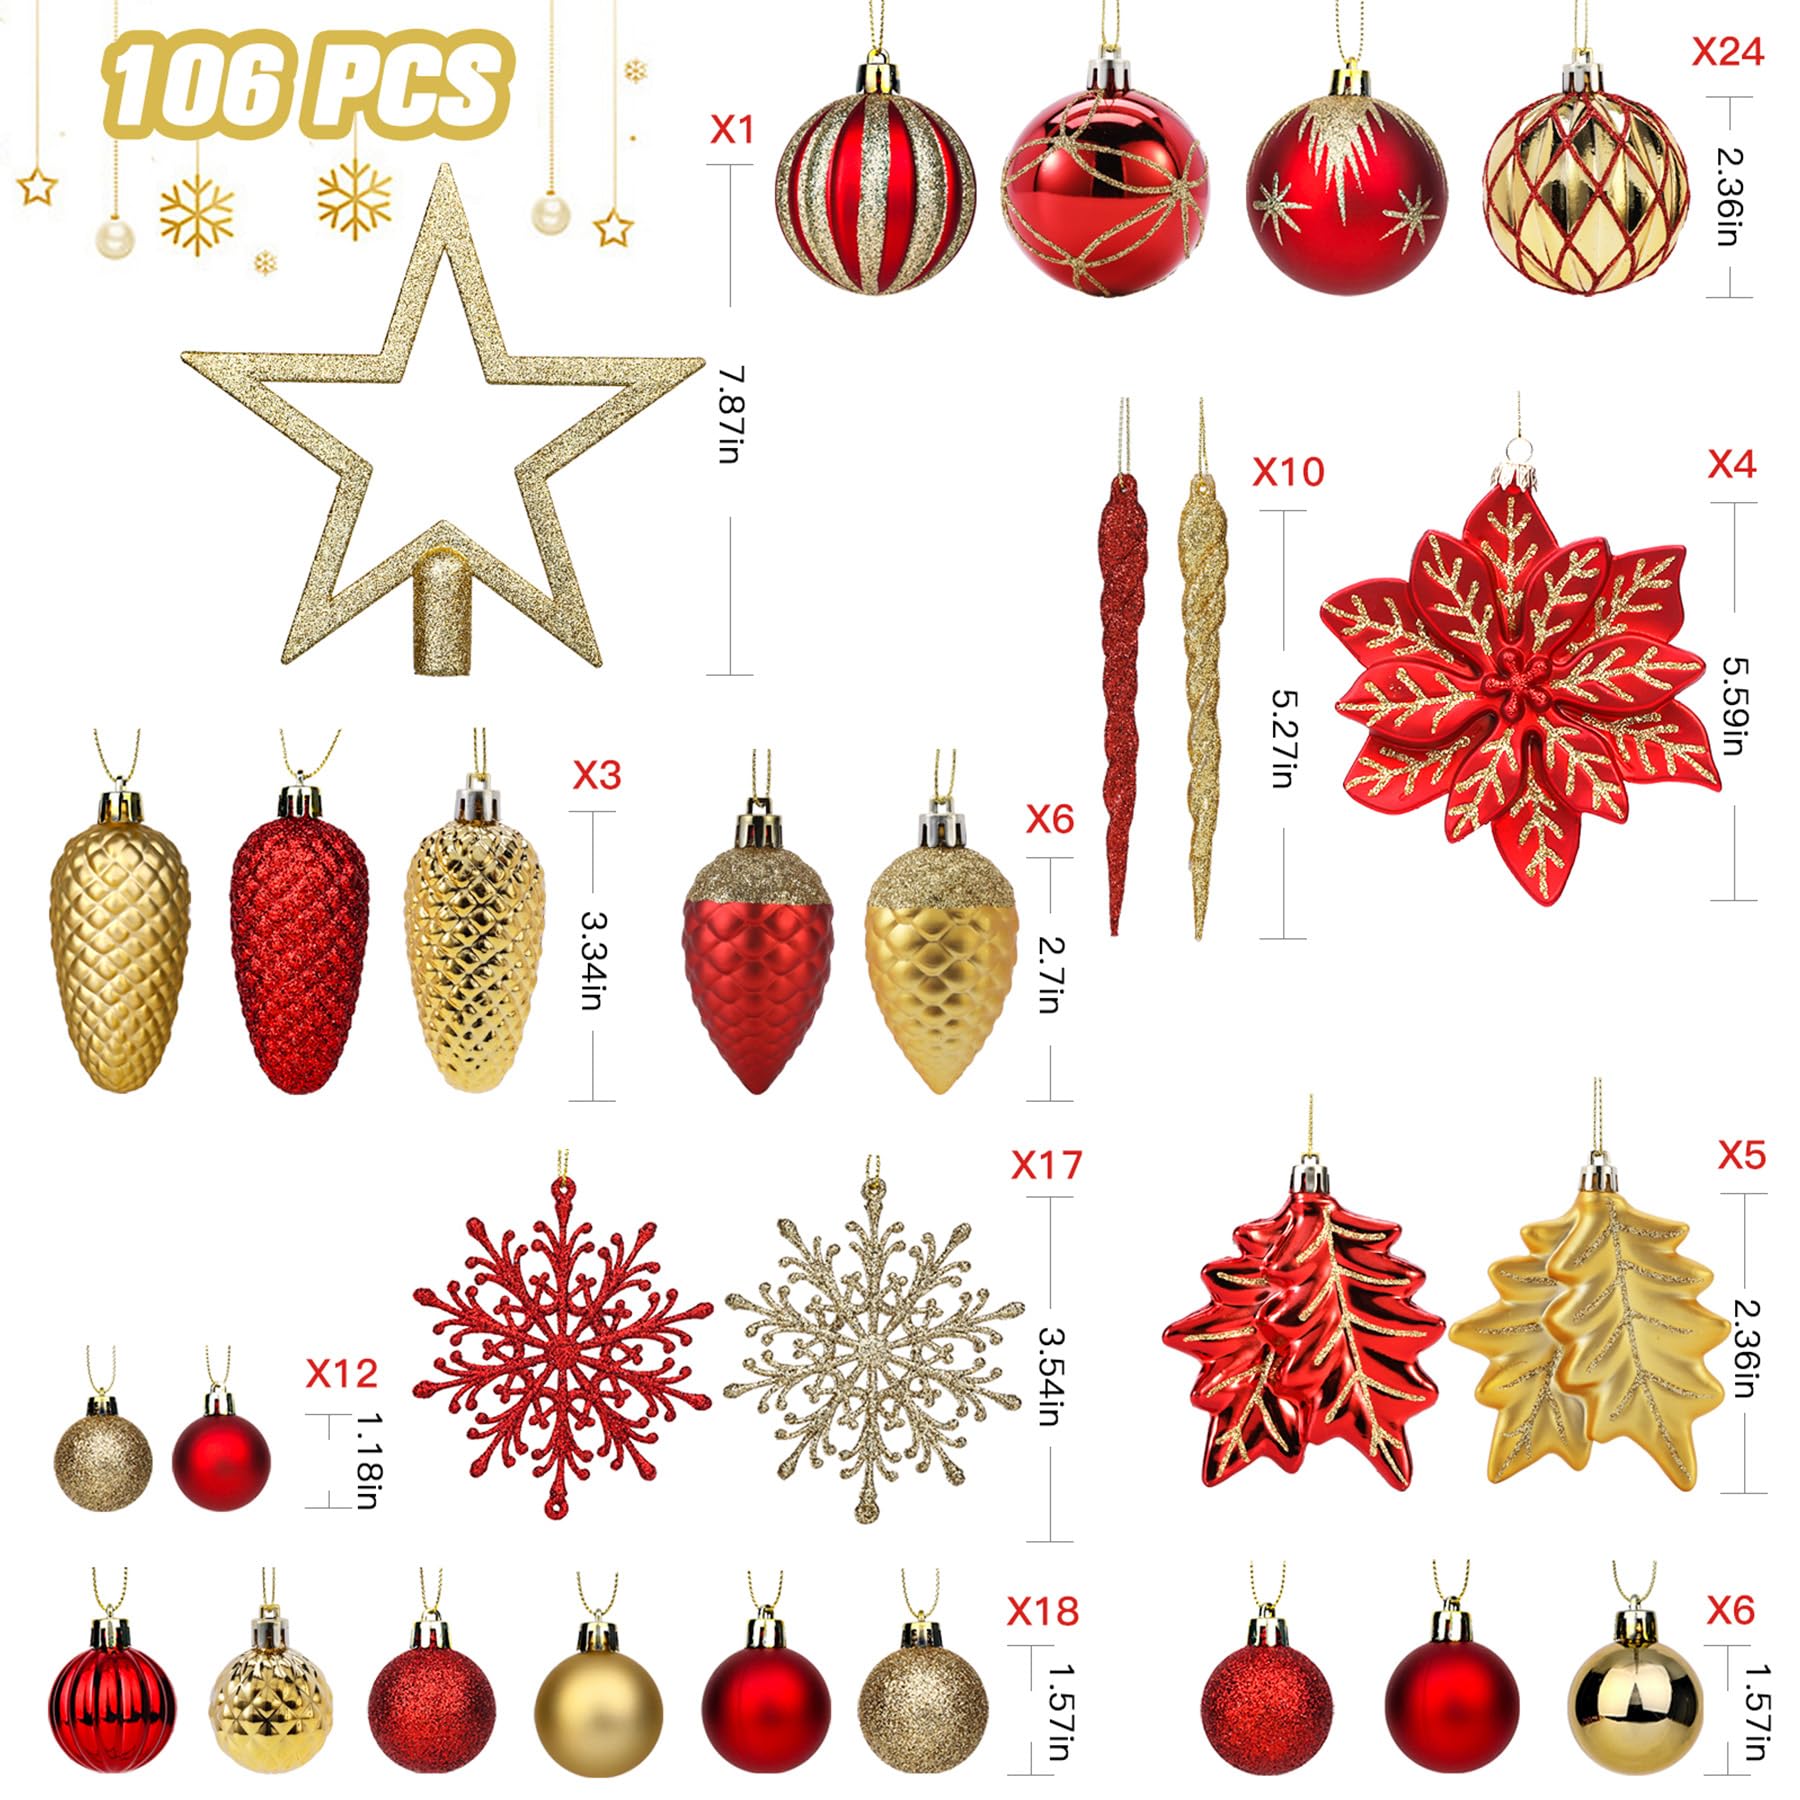 106 PCS
X1
7.87in
X24
2.36in
X10
5.27in
X4
5.59in
X3
3.34in
X6
2.7in
X17
3.54in
X5
2.36in
X12
1.18in
X18
1.57in
X6
1.57in